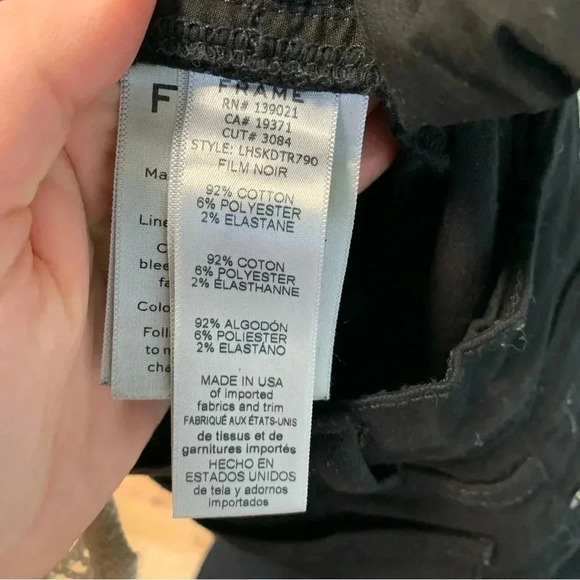 FRAME
RN# 139021
CA# 19371
CUT# 3084
STYLE: LHSKDTR790
FILM NOIR
92% COTTON
6% POLYESTER
2% ELASTANE
92% COTON
6% POLYESTER
2% ÉLASTHANNE
92% ALGODÓN
6% POLIESTER
2% ELASTANO
MADE IN USA
of imported
fabrics and trim
FABRIQUÉ AUX ÉTATS-UNIS
de tissus et de
garnitures importés
HECHO EN
ESTADOS UNIDOS
de tela y adornos
importados
F
Ma
Line
C
blee
fa
Colo
Foll
to m
cha